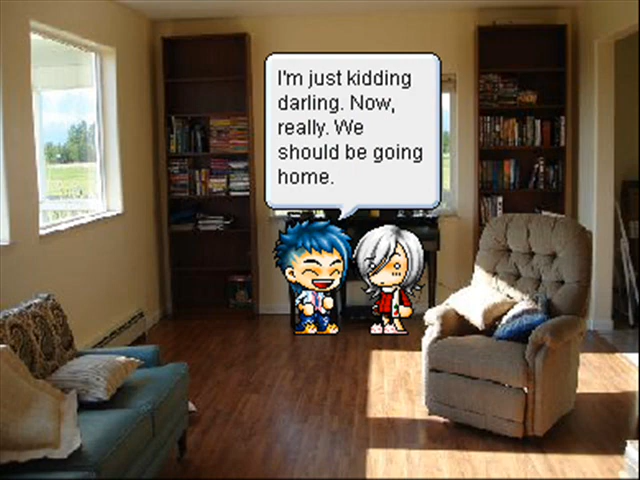 I'm just kidding
darling. Now,
really. We
should be going
home.